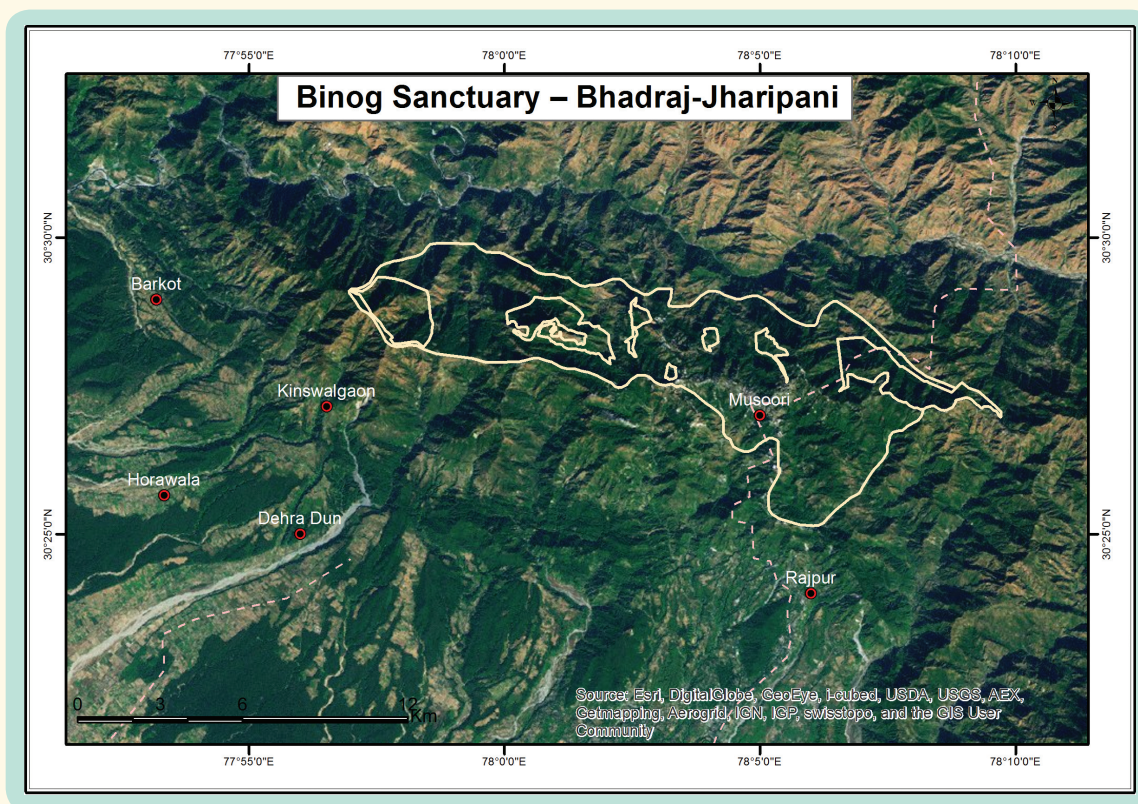 77°55'0"E 78°0'0"E 78°5'0"E 78°10'0"E
Binog Sanctuary – Bhadraj-Jharipani
N
30°30'0"N 30°30'0"N
Barkot
Kinswalgaon
Musoori
Horawala
Dehra Dun
30°25'0"N 30°25'0"N
Rajpur
0 3 6 12
Km
Source: Esri, DigitalGlobe, GeoEye, i-cubed, USDA, USGS, AEX,
Getmapping, Aerogrid, IGN, IGP, swisstopo, and the GIS User
Community
77°55'0"E 78°0'0"E 78°5'0"E 78°10'0"E